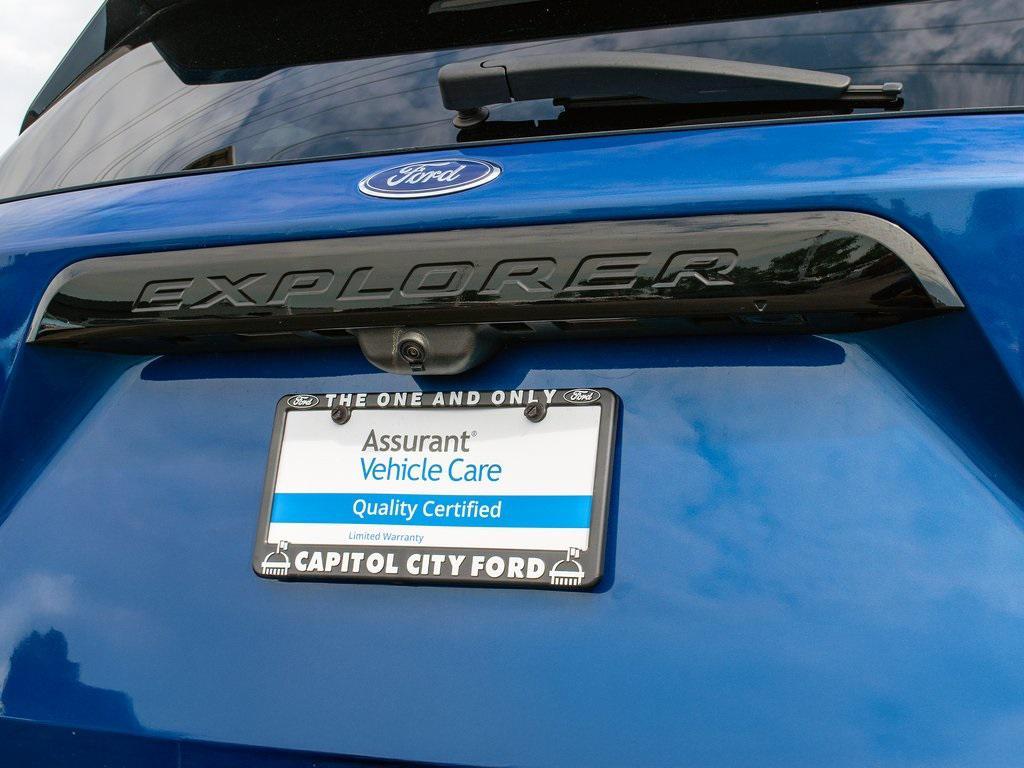 Ford
EXPLORER
Ford THE ONE AND ONLY Ford
Assurant®
Vehicle Care
Quality Certified
Limited Warranty
CAPITOL CITY FORD